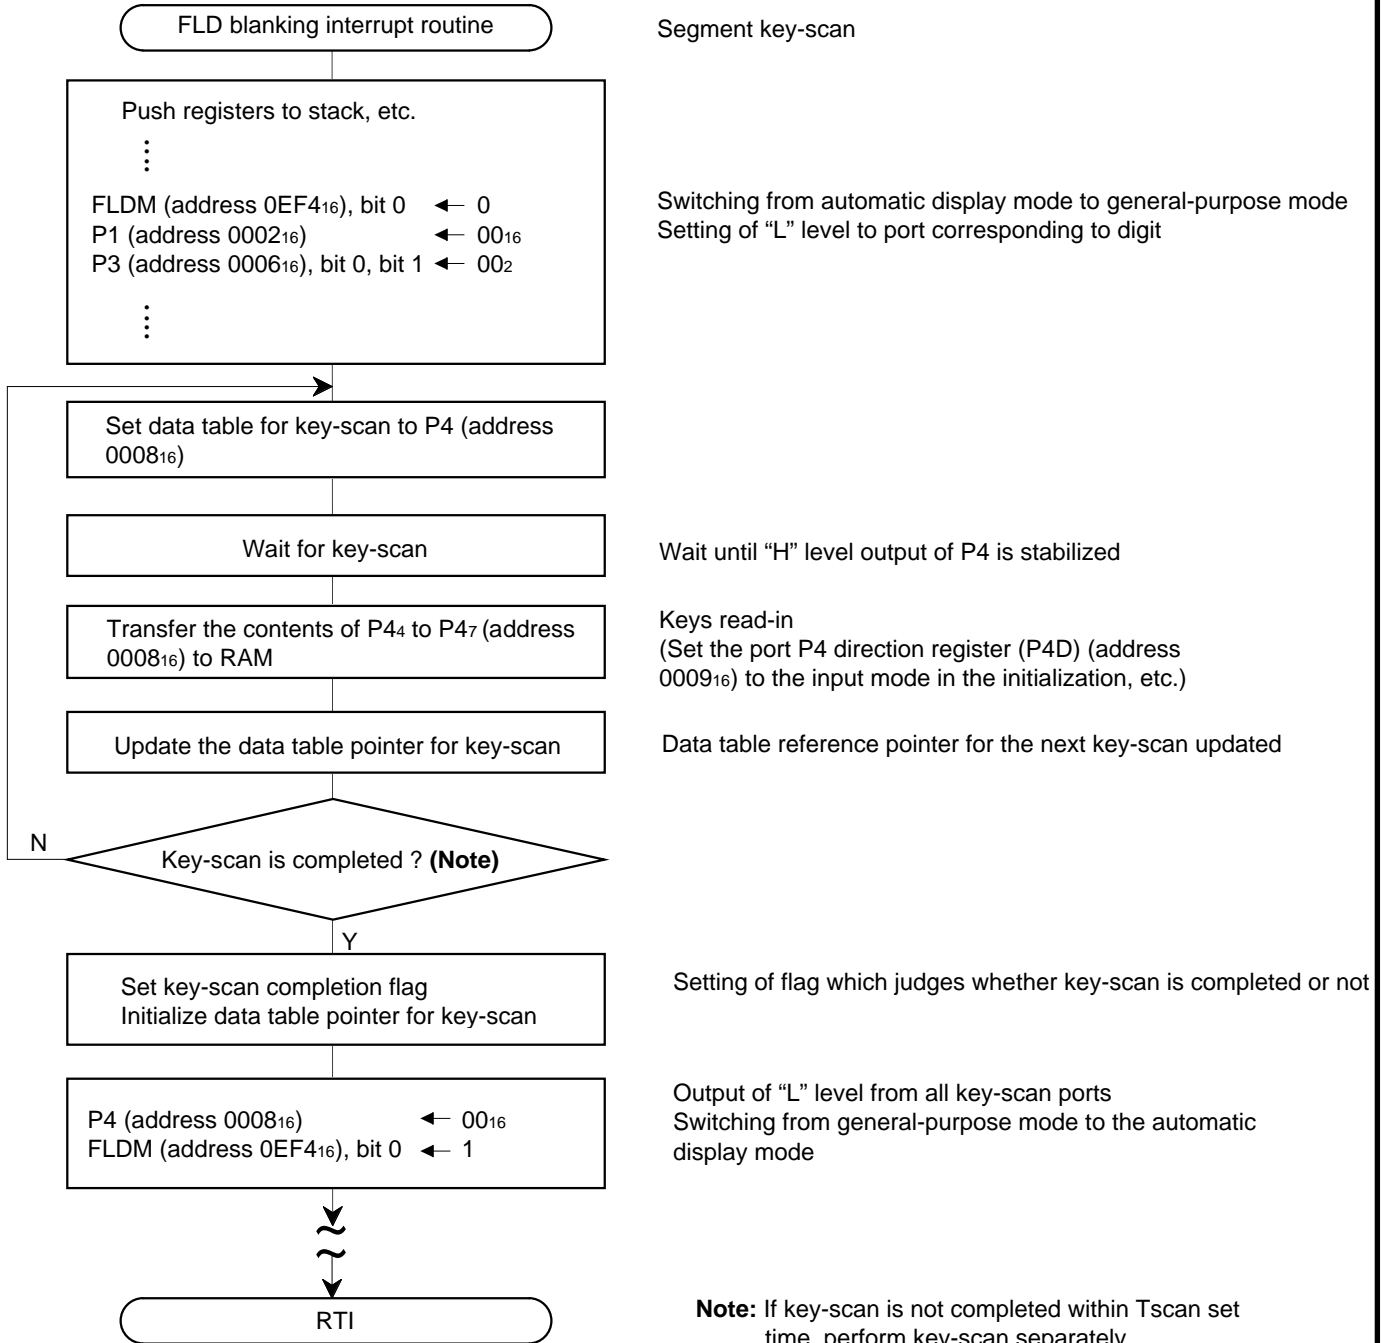 FLD blanking interrupt routine
Segment key-scan
Push registers to stack, etc.
FLDM (address 0EF416), bit 0 ← 0
Switching from automatic display mode to general-purpose mode
P1 (address 000216) ← 0016
Setting of “L” level to port corresponding to digit
P3 (address 000616), bit 0, bit 1 ← 002
Set data table for key-scan to P4 (address
000816)
Wait for key-scan
Wait until “H” level output of P4 is stabilized
Transfer the contents of P44 to P47 (address
000816) to RAM
Keys read-in
(Set the port P4 direction register (P4D) (address
000916) to the input mode in the initialization, etc.)
Update the data table pointer for key-scan
Data table reference pointer for the next key-scan updated
N
Key-scan is completed ? (Note)
Y
Set key-scan completion flag
Initialize data table pointer for key-scan
Setting of flag which judges whether key-scan is completed or not
P4 (address 000816) ← 0016
FLDM (address 0EF416), bit 0 ← 1
Output of “L” level from all key-scan ports
Switching from general-purpose mode to the automatic
display mode
RTI
Note: If key-scan is not completed within Tscan set
time, perform key-scan separately